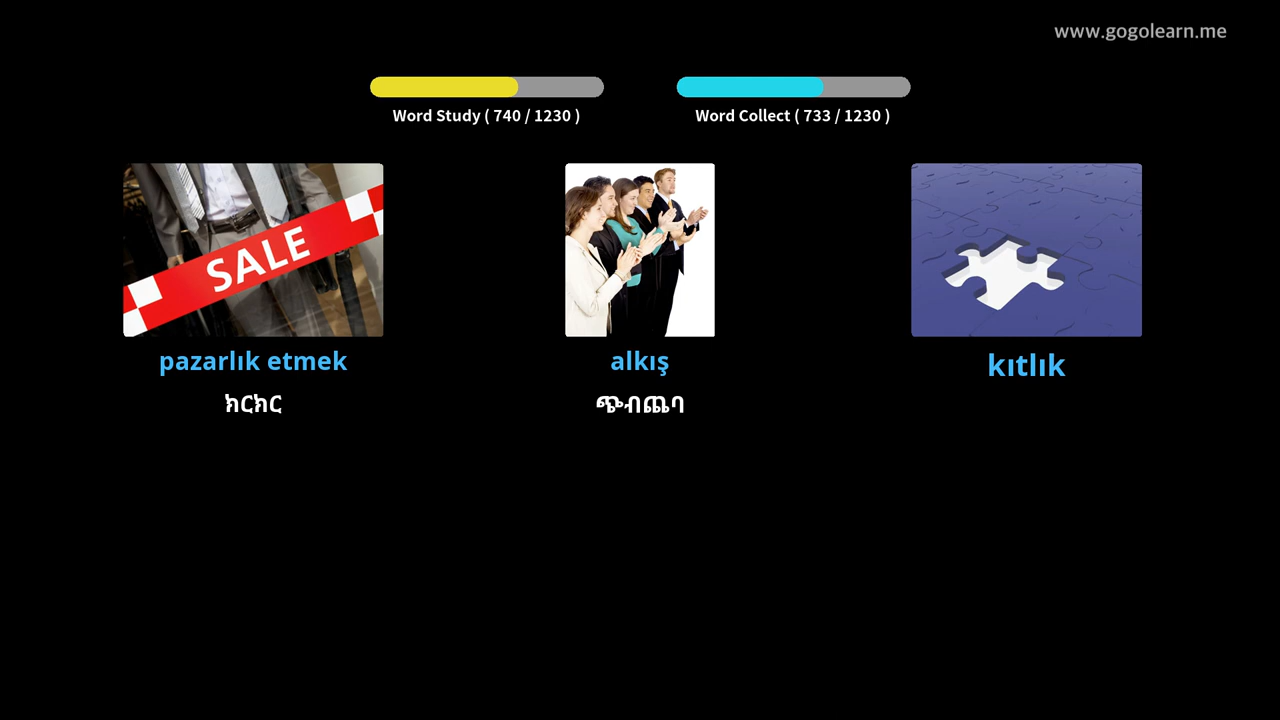 www.gogolearn.me
Word Study ( 740 / 1230 )
Word Collect ( 733 / 1230 )
SALE
pazarlık etmek
alkış
kıtlık
ክርክር
ጭብጨባ